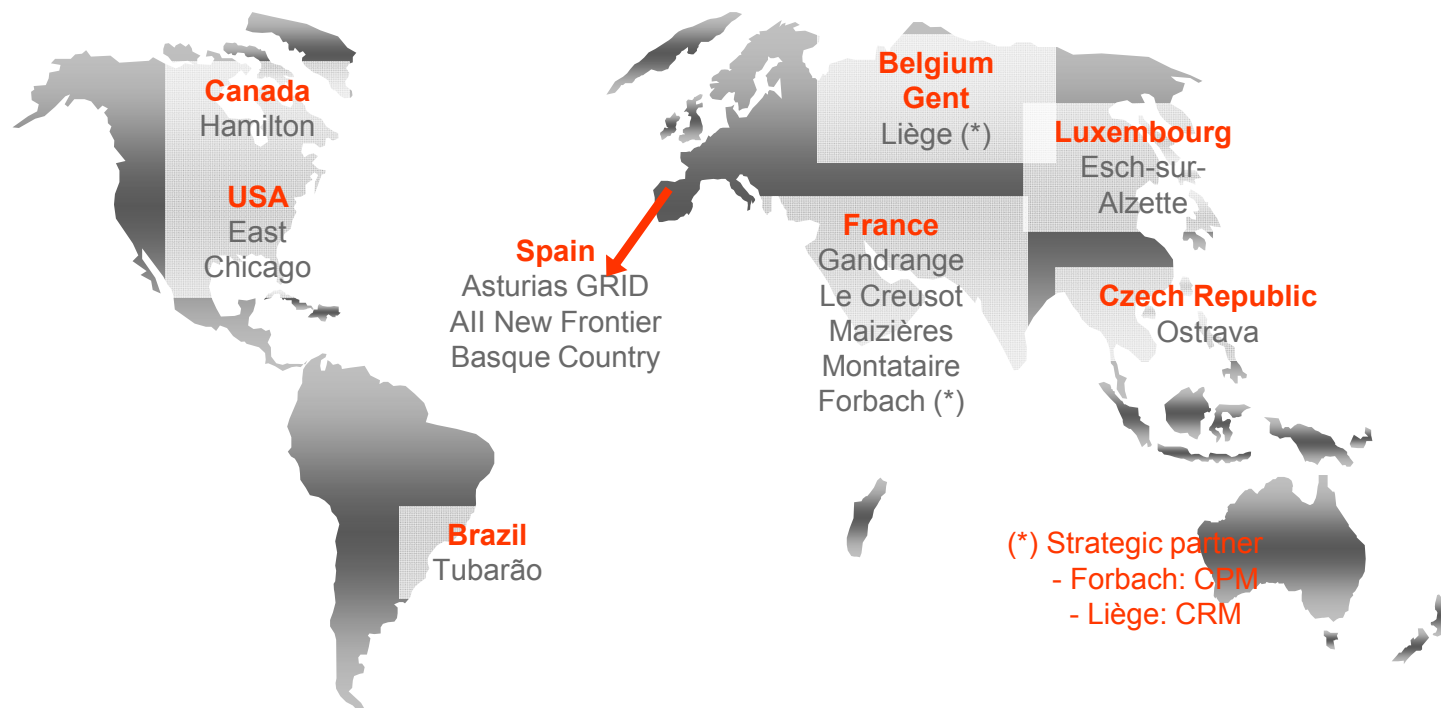 Canada
Hamilton
USA
East
Chicago
Spain
Asturias GRID
AII New Frontier
Basque Country
Brazil
Tubarão
Belgium
Gent
Liège (*)
Luxembourg
Esch-sur-
Alzette
France
Gandrange
Le Creusot
Maizières
Montataire
Forbach (*)
Czech Republic
Ostrava
(*) Strategic partner
- Forbach: CPM
- Liège: CRM